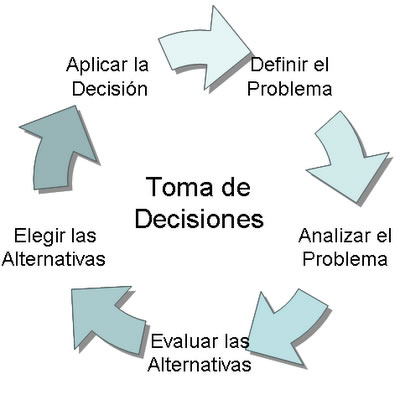 Toma de
Decisiones
Definir el
Problema
Analizar el
Problema
Evaluar las
Alternativas
Elegir las
Alternativas
Aplicar la
Decisión